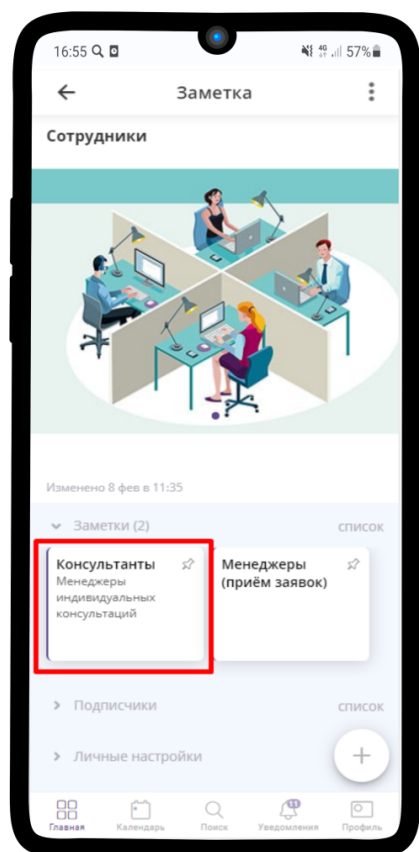 16:55 4G 57%
Заметка
Сотрудники
Изменено 8 фев в 11:35
Заметки (2) список
Консультанты
Менеджеры
индивидуальных
консультаций
Менеджеры
(приём заявок)
Подписчики список
Личные настройки
11
Главная Календарь Поиск Уведомления Профиль